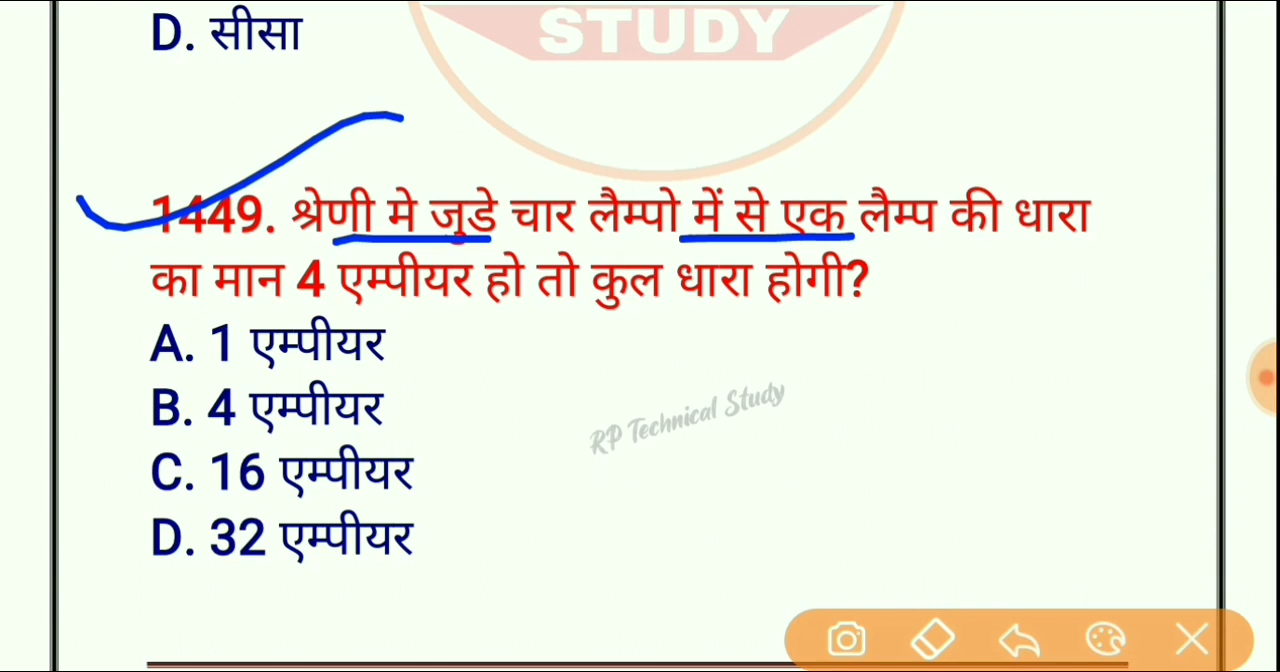 D. सीसा
STUDY
1449. श्रेणी मे जुडे चार लैम्पो में से एक लैम्प की धारा
का मान 4 एम्पीयर हो तो कुल धारा होगी?
A. 1 एम्पीयर
B. 4 एम्पीयर
RP Technical Study
C. 16 एम्पीयर
D. 32 एम्पीयर